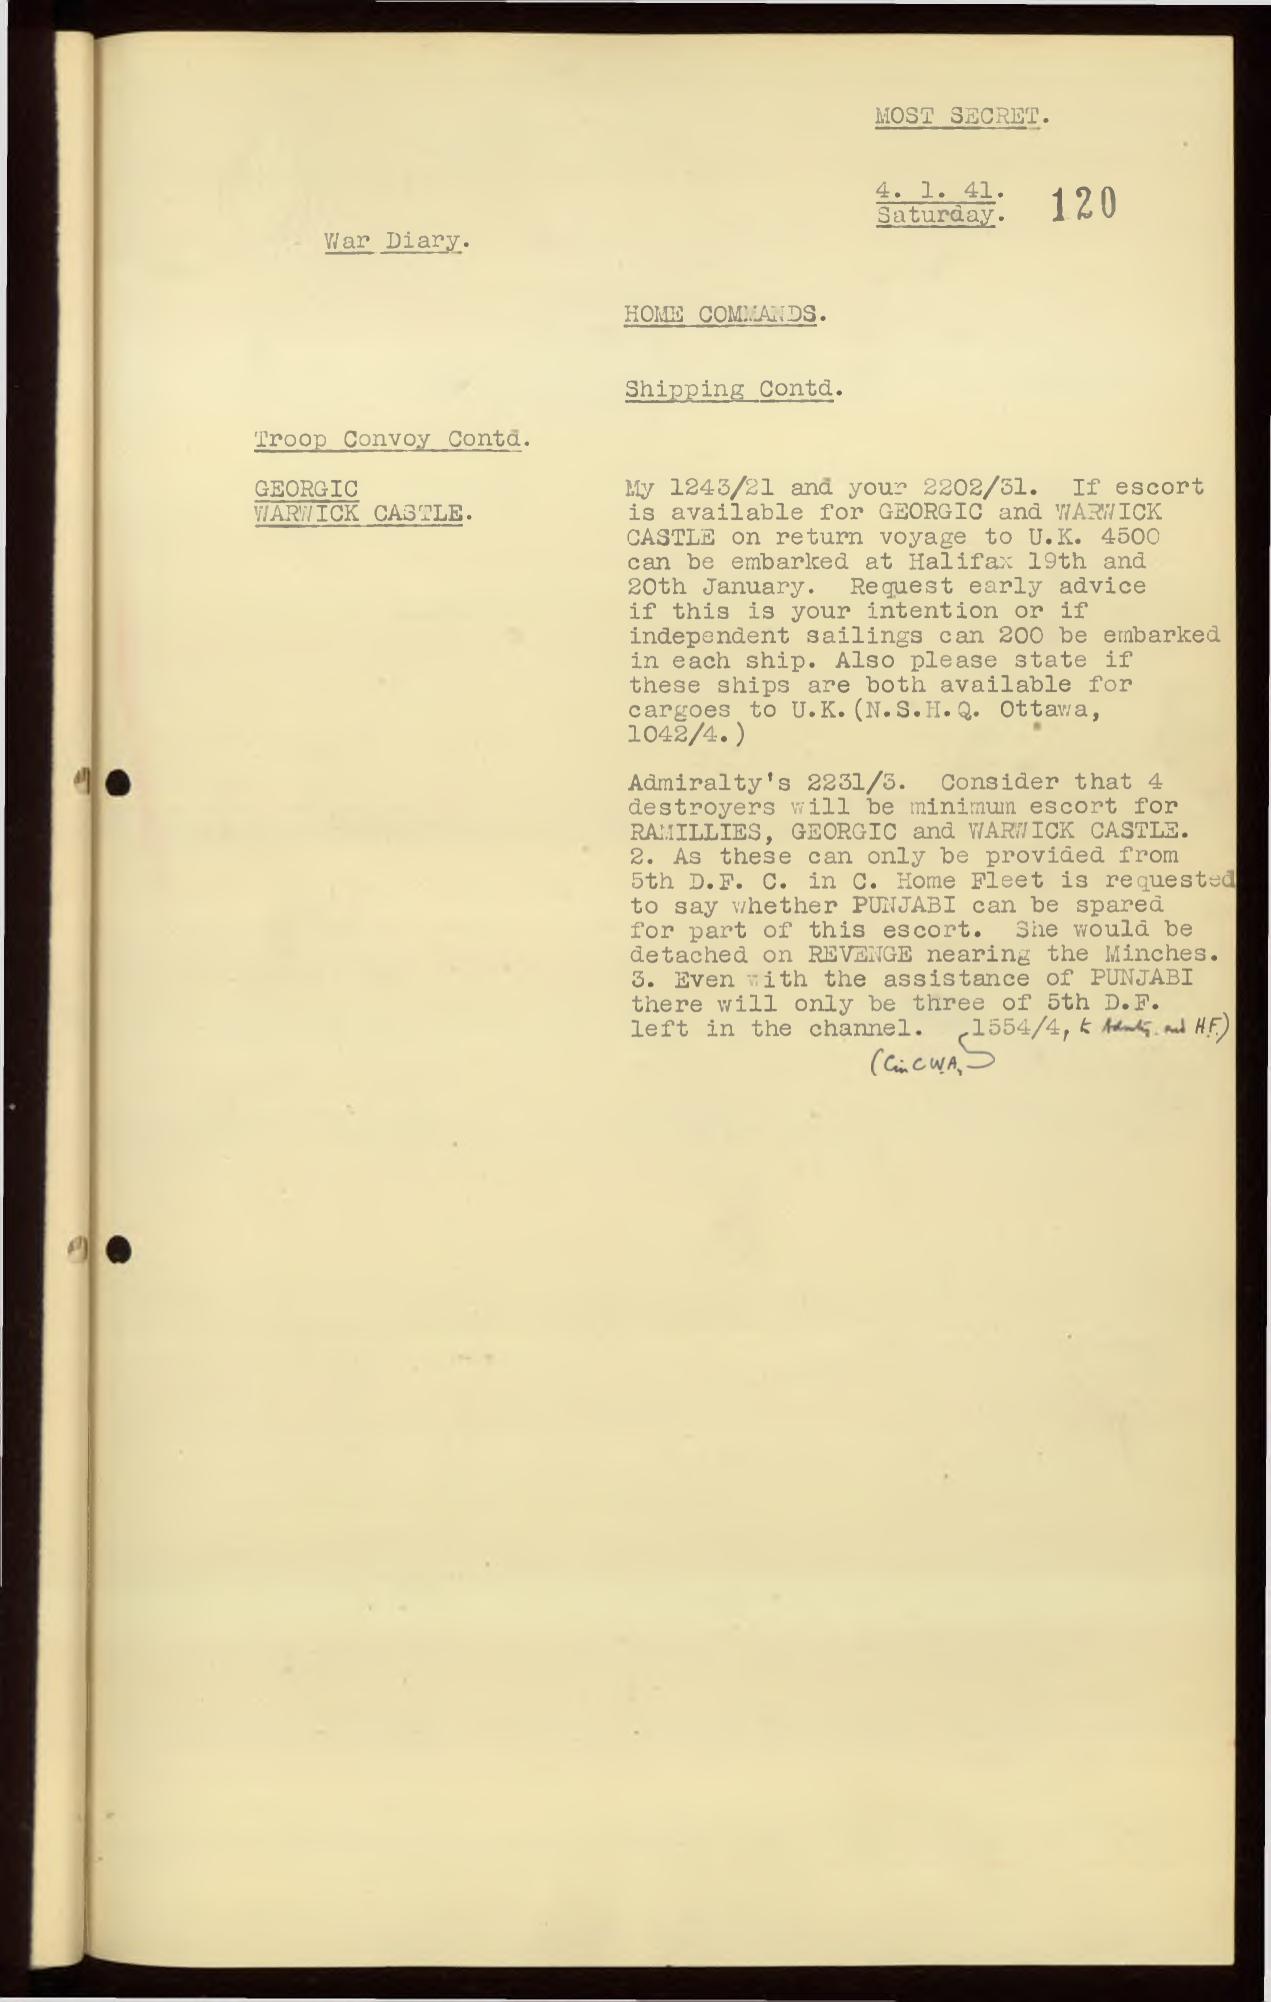 MOST SECRET.
4. 1. 41.
Saturday.
120
War Diary.
HOME COMMANDS.
Shipping Contd.
Troop Convoy Contd.
GEORGIC
WARWICK CASTLE.
My 1243/21 and your 2202/31. If escort
is available for GEORGIC and WARWICK
CASTLE on return voyage to U.K. 4500
can be embarked at Halifax 19th and
20th January. Request early advice
if this is your intention or if
independent sailings can 200 be embarked
in each ship. Also please state if
these ships are both available for
cargoes to U.K.(N.S.H.Q. Ottawa,
1042/4.)
Admiralty's 2231/3. Consider that 4
destroyers will be minimum escort for
RAMILLIES, GEORGIC and WARWICK CASTLE.
2. As these can only be provided from
5th D.F. C. in C. Home Fleet is requested
to say whether PUNJABI can be spared
for part of this escort. She would be
detached on REVENGE nearing the Minches.
3. Even with the assistance of PUNJABI
there will only be three of 5th D.F.
left in the channel. 1554/4, to Admty. and H.F.)
(C in C W.A,